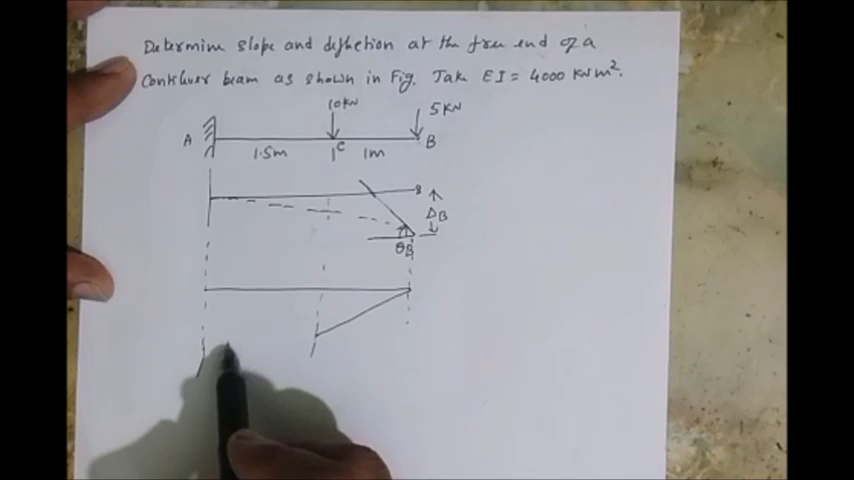 Determine slope and deflection at the free end of a
Cantilever beam as shown in Fig. Take EI = 4000 KNm².
10KN
5KN
A
C
B
1.5m
1m
B
ΔB
θB